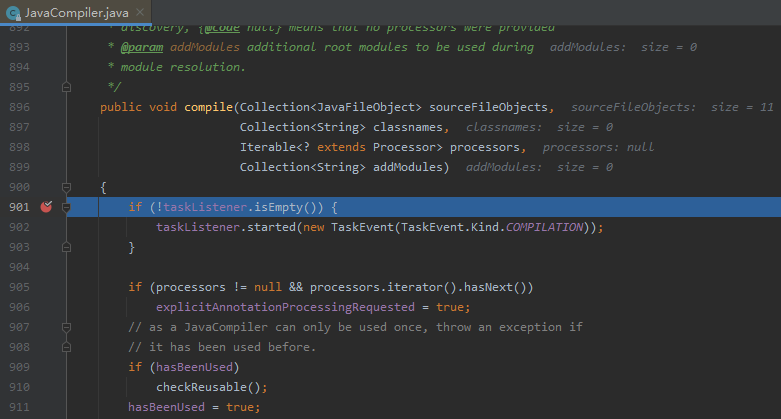 JavaCompiler.java ×
892 * discovery, {@code null} means that no processors were provided
893 * @param addModules additional root modules to be used during addModules: size = 0
894 * module resolution.
895 */
896 public void compile(Collection<JavaFileObject> sourceFileObjects, sourceFileObjects: size = 11
897 Collection<String> classnames, classnames: size = 0
898 Iterable<? extends Processor> processors, processors: null
899 Collection<String> addModules) addModules: size = 0
900 {
901 if (!taskListener.isEmpty()) {
902 taskListener.started(new TaskEvent(TaskEvent.Kind.COMPILATION));
903 }
904
905 if (processors != null && processors.iterator().hasNext())
906 explicitAnnotationProcessingRequested = true;
907 // as a JavaCompiler can only be used once, throw an exception if
908 // it has been used before.
909 if (hasBeenUsed)
910 checkReusable();
911 hasBeenUsed = true;